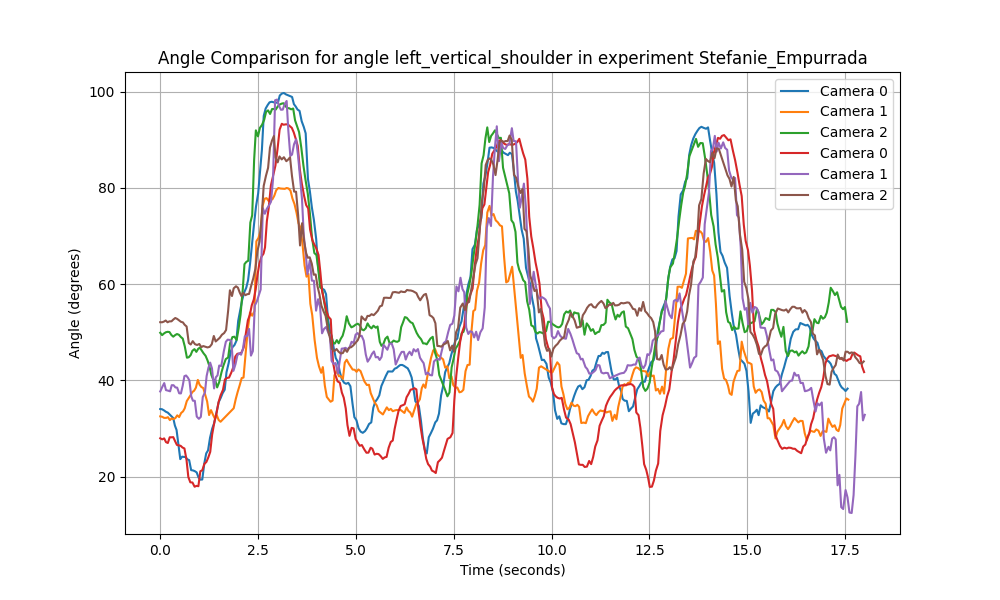 Angle Comparison for angle left_vertical_shoulder in experiment Stefanie_Empurrada
Camera 0
Camera 1
Camera 2
Camera 0
Camera 1
Camera 2
100
80
60
40
20
Angle (degrees)
0.0 2.5 5.0 7.5 10.0 12.5 15.0 17.5
Time (seconds)